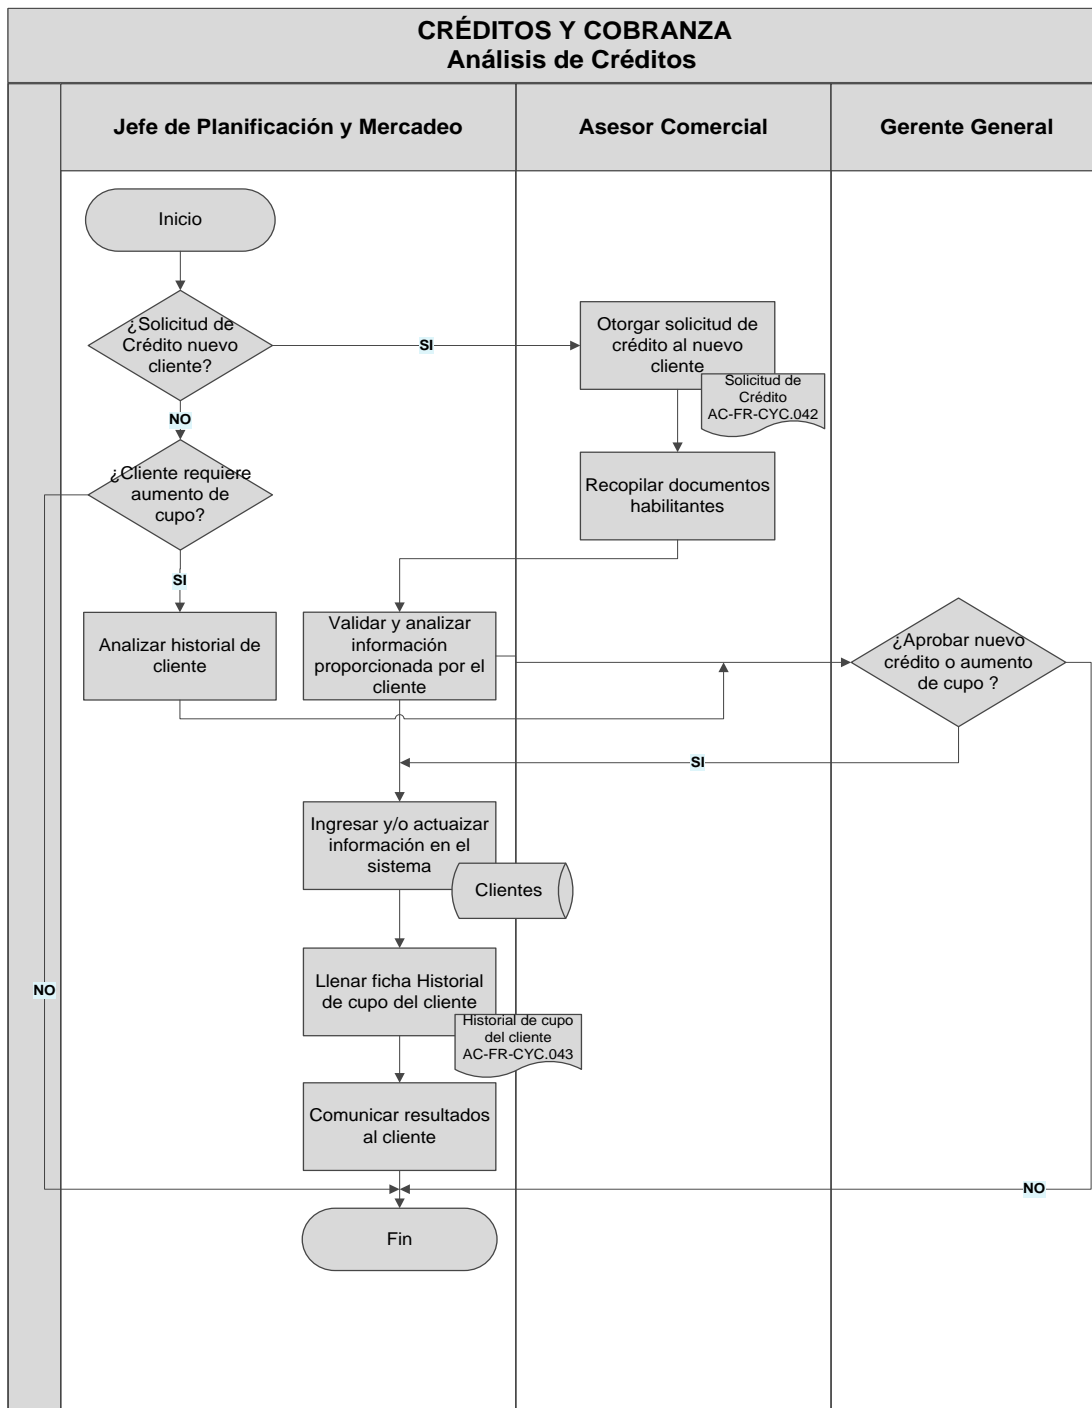 CRÉDITOS Y COBRANZA
Análisis de Créditos
Jefe de Planificación y Mercadeo
Asesor Comercial
Gerente General
Inicio
¿Solicitud de
Crédito nuevo
cliente?
SI
Otorgar solicitud de
crédito al nuevo
cliente
Solicitud de
Crédito
AC-FR-CYC.042
NO
¿Cliente requiere
aumento de
cupo?
Recopilar documentos
habilitantes
SI
Analizar historial de
cliente
Validar y analizar
información
proporcionada por el
cliente
¿Aprobar nuevo
crédito o aumento
de cupo ?
SI
Ingresar y/o actuaizar
información en el
sistema
Clientes
Llenar ficha Historial
de cupo del cliente
NO
Historial de cupo
del cliente
AC-FR-CYC.043
Comunicar resultados
al cliente
NO
Fin